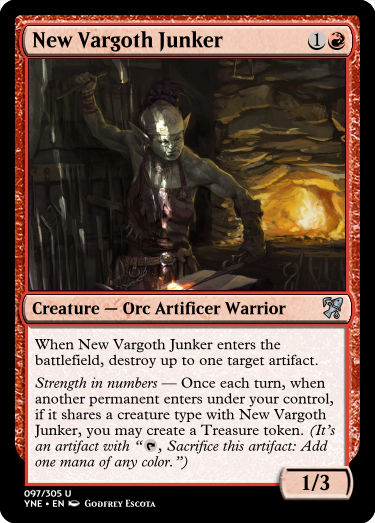 New Vargoth Junker 1
Creature — Orc Artificer Warrior
When New Vargoth Junker enters the
battlefield, destroy up to one target artifact.
Strength in numbers — Once each turn, when
another permanent enters under your control,
if it shares a creature type with New Vargoth
Junker, you may create a Treasure token. (It's
an artifact with “, Sacrifice this artifact: Add
one mana of any color.”)
1/3
097/305 U
YNE • EN Godfrey Escota